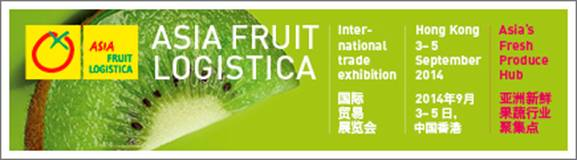 ASIA
FRUIT
LOGISTICA
ASIA FRUIT
LOGISTICA
Inter-
national
trade
exhibition
国际
贸易
展览会
Hong Kong
3–5
September
2014
2014年9月
3–5日,
中国香港
Asia's
Fresh
Produce
Hub
亚洲新鲜
果蔬行业
聚集点